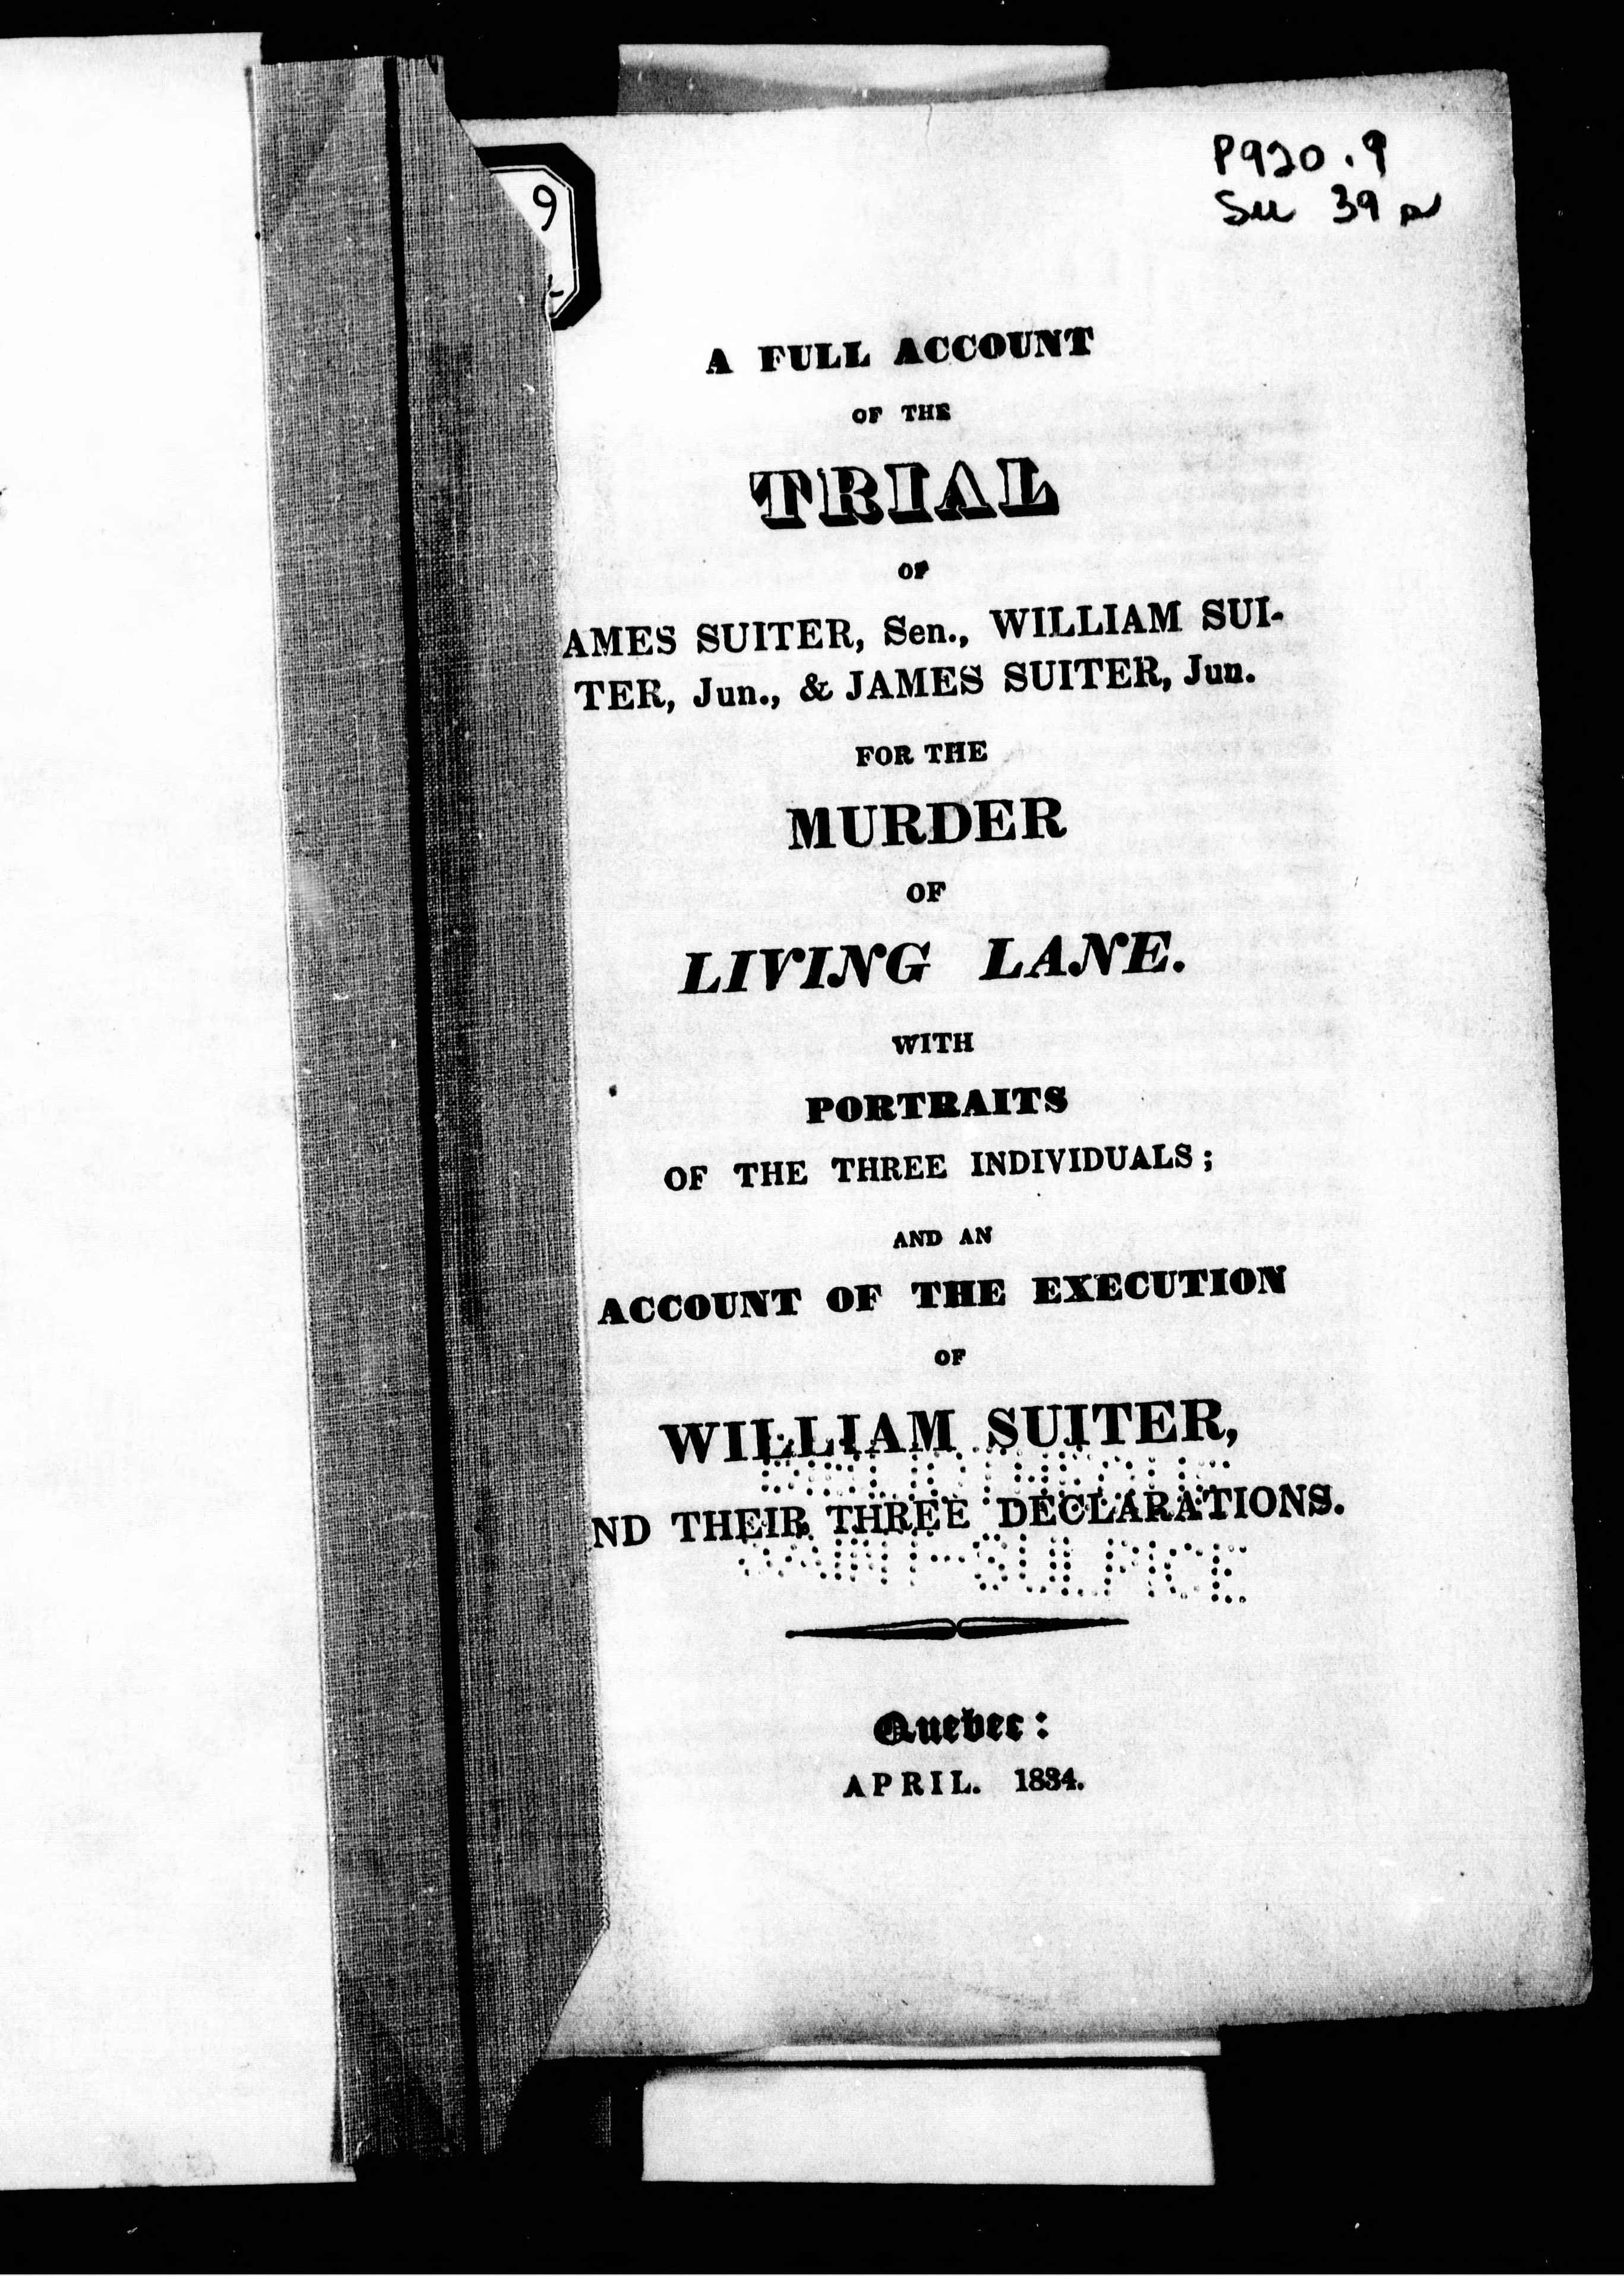 P920.9
Su 39
9
A FULL ACCOUNT
OF THE
TRIAL
OF
AMES SUITER, Sen., WILLIAM SUI-
TER, Jun., & JAMES SUITER, Jun.
FOR THE
MURDER
OF
LIVING LANE.
WITH
PORTRAITS
OF THE THREE INDIVIDUALS;
AND AN
ACCOUNT OF THE EXECUTION
OF
WILLIAM SUITER,
ND THEIR THREE DECLARATIONS.
SAINT-SULPICE
Quebec:
APRIL. 1834.